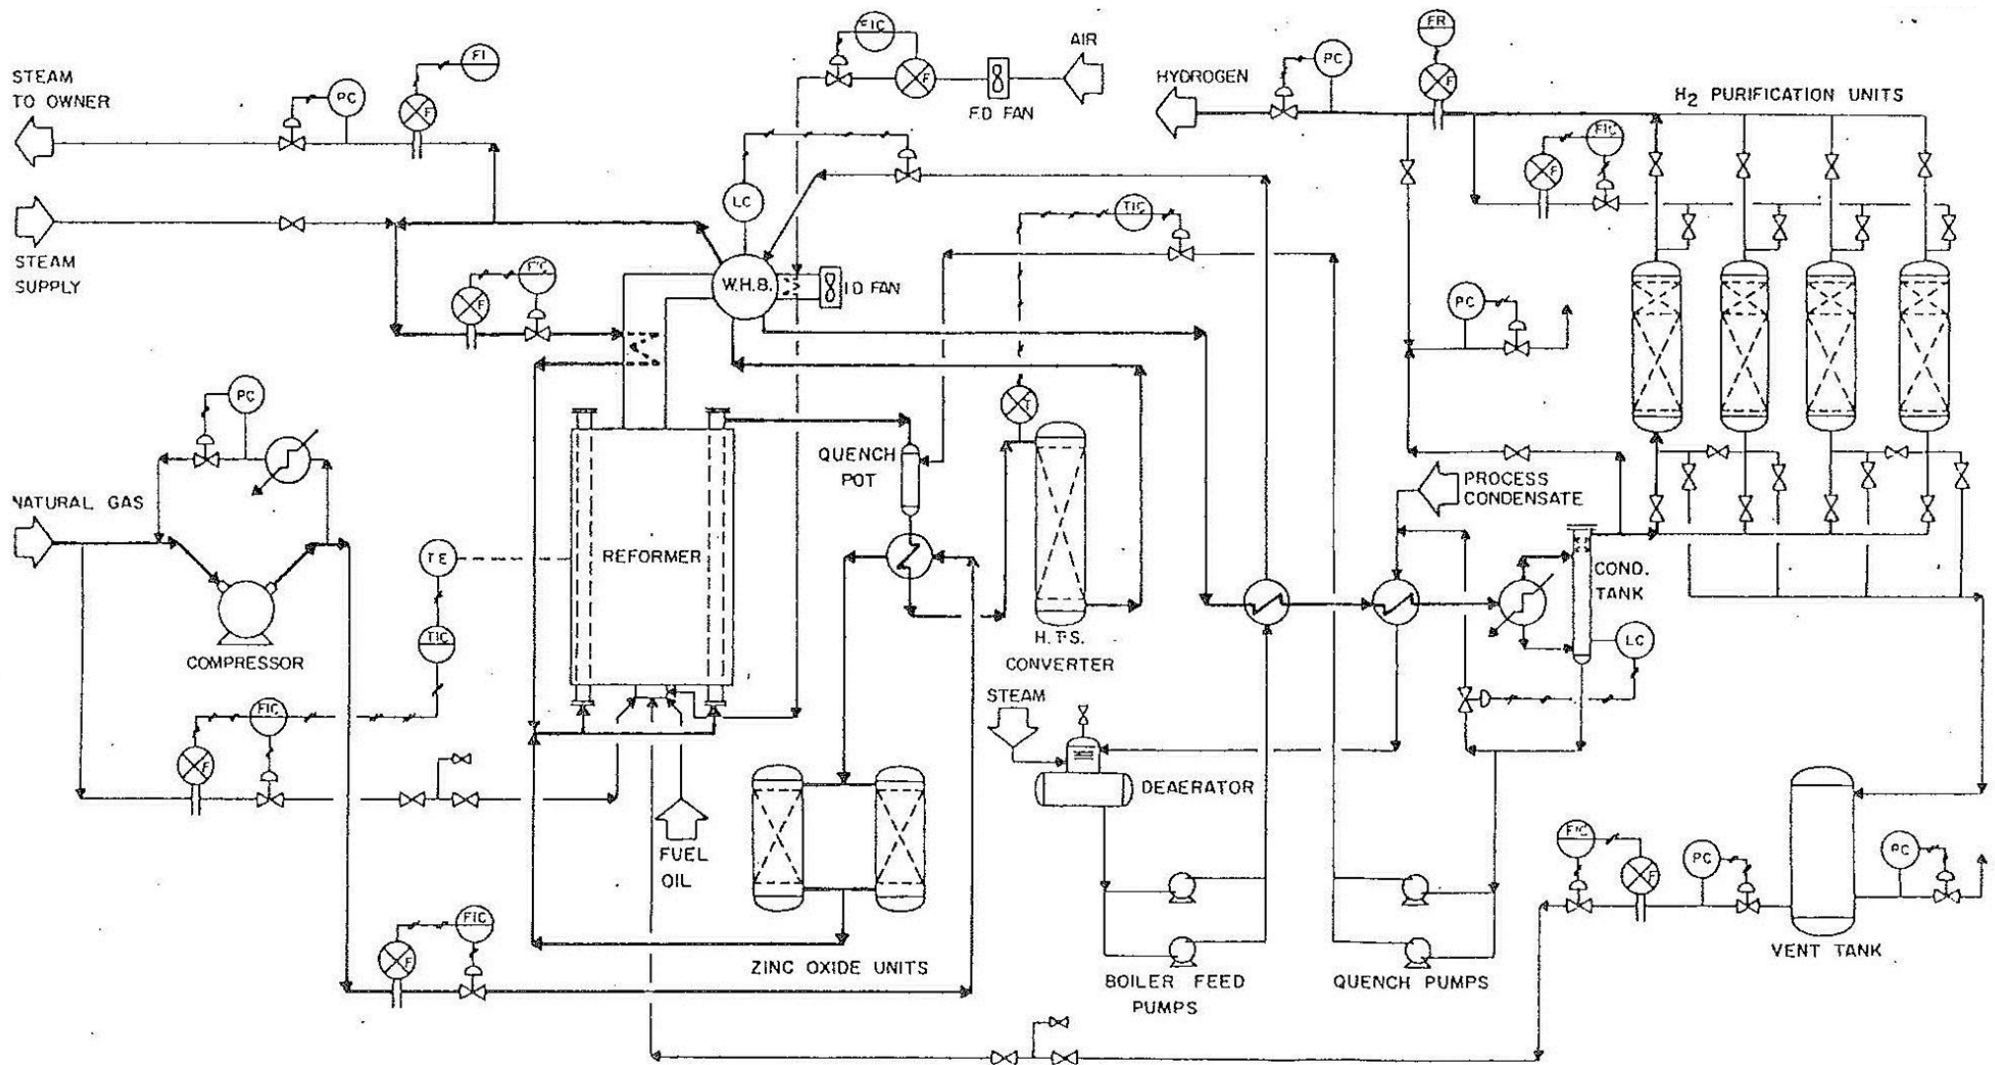 FIC
FR
AIR
FI
PC
HYDROGEN
STEAM
TO OWNER
PC
F
F
H2 PURIFICATION UNITS
F
F.D FAN
FIC
F
LC
TIC
STEAM
SUPPLY
FIC
W.H.B.
I D FAN
F
PC
PC
T
QUENCH
POT
PROCESS
CONDENSATE
NATURAL GAS
TE
REFORMER
COND.
TANK
TIC
H.T.S.
CONVERTER
LC
COMPRESSOR
STEAM
FIC
F
DEAERATOR
FUEL
OIL
FIC
PC
PC
F
FIC
F
ZINC OXIDE UNITS
BOILER FEED
PUMPS
QUENCH PUMPS
VENT TANK